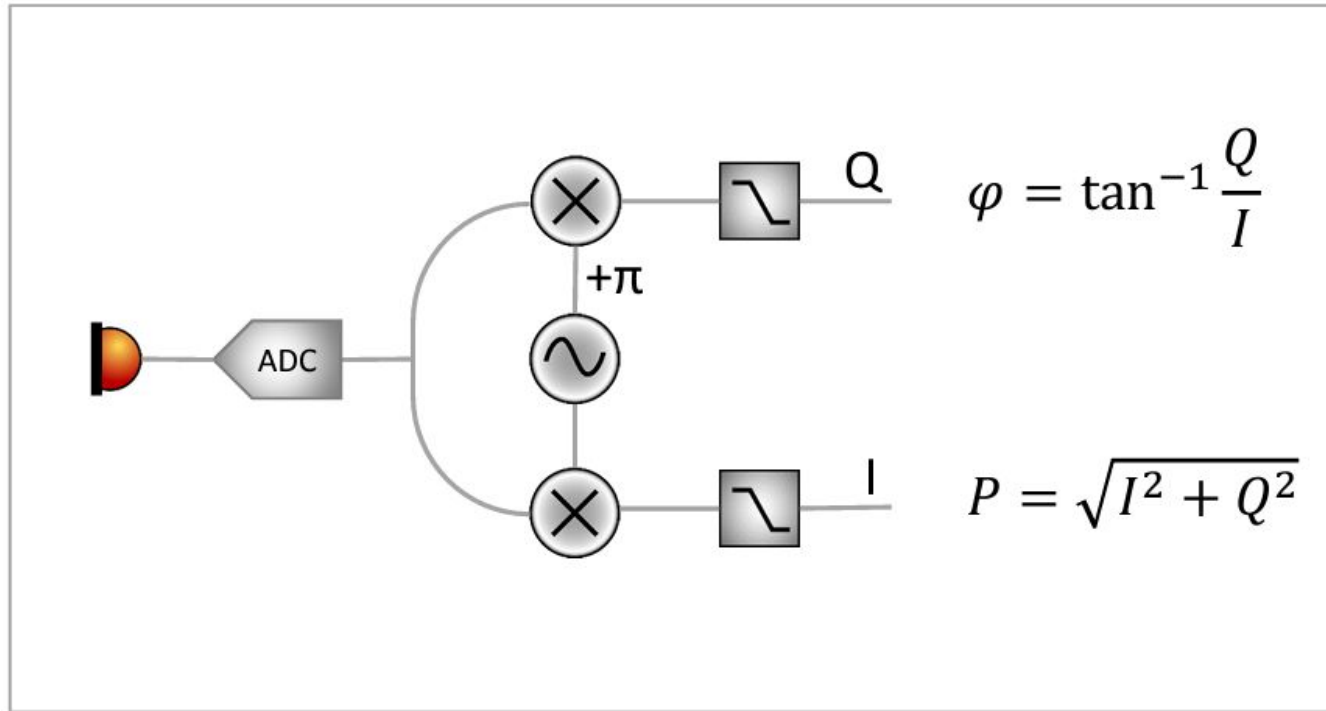 Q
φ = tan⁻¹ Q/I
+π
ADC
I
P = √(I² + Q²)